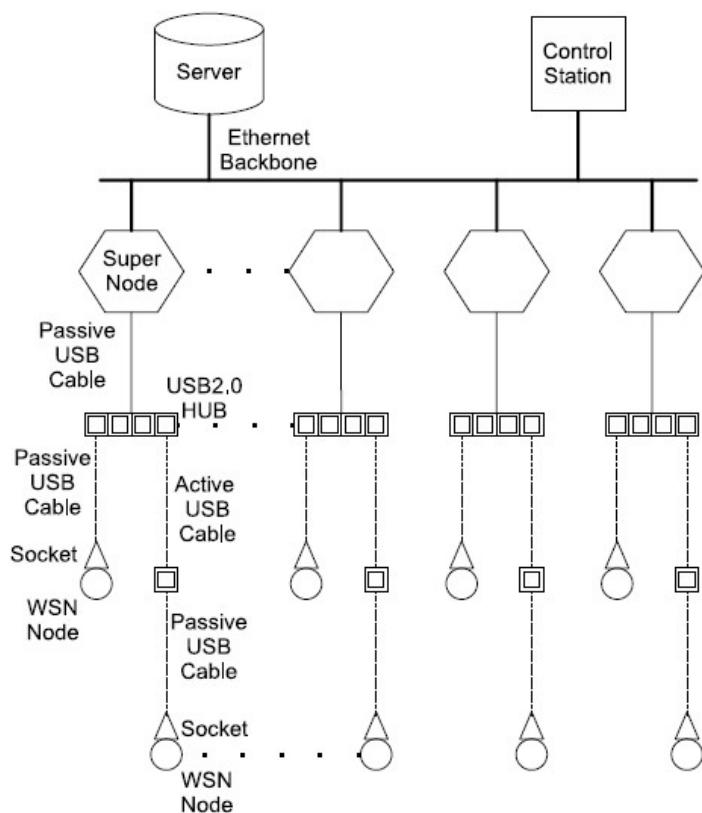 Server
Control
Station
Ethernet
Backbone
Super
Node
Passive
USB
Cable
USB2,0
HUB
Passive
USB
Cable
Active
USB
Cable
Socket
WSN
Node
Passive
USB
Cable
Socket
WSN
Node